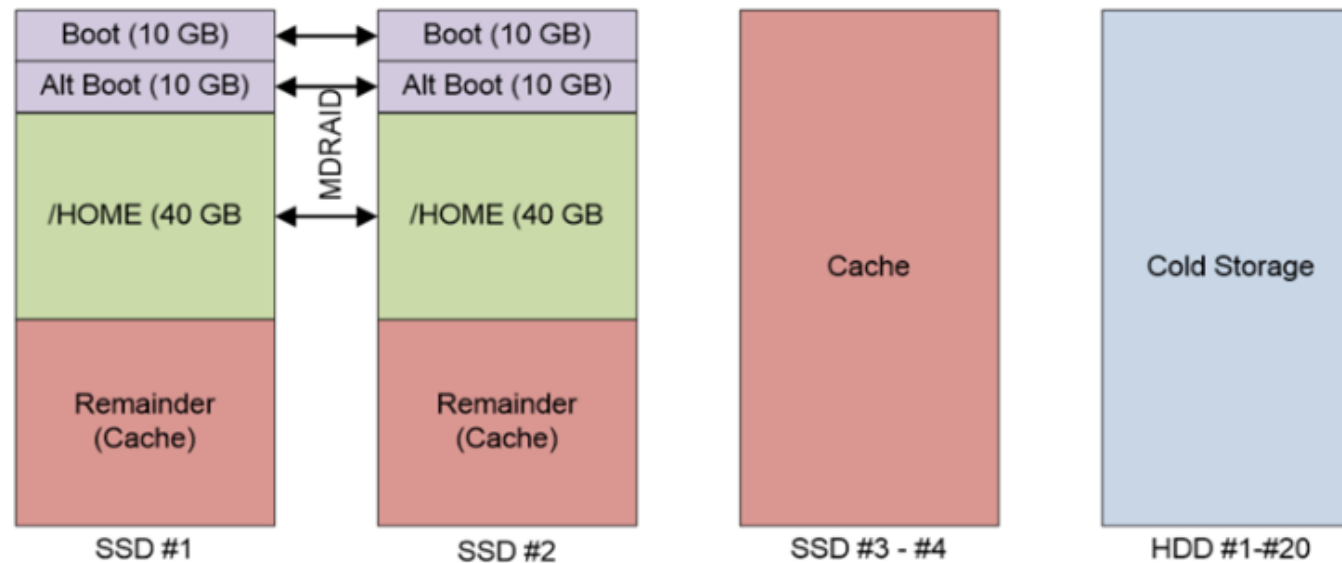 Boot (10 GB)
Boot (10 GB)
Alt Boot (10 GB)
Alt Boot (10 GB)
MDRAID
/HOME (40 GB
/HOME (40 GB
Cache
Cold Storage
Remainder
(Cache)
Remainder
(Cache)
SSD #1
SSD #2
SSD #3 - #4
HDD #1-#20